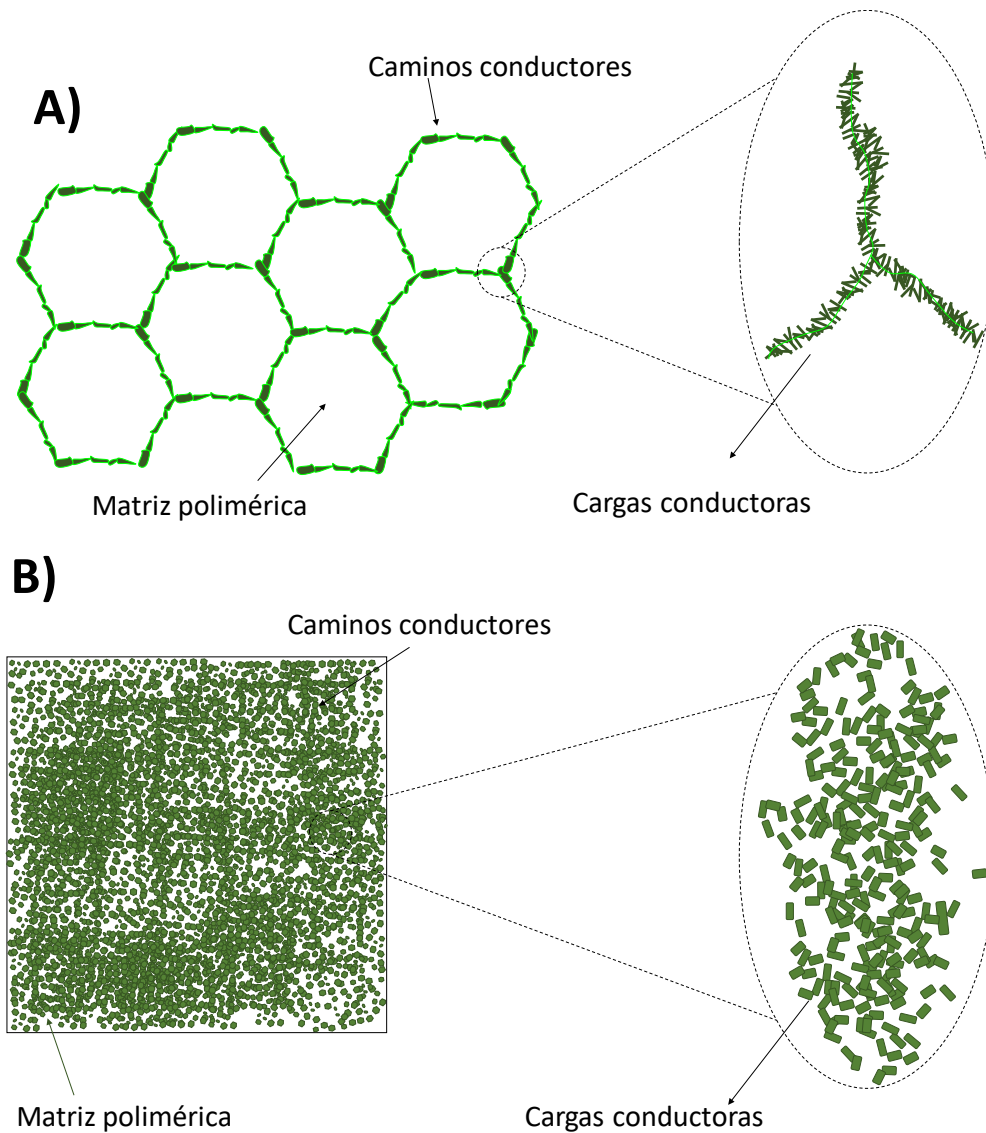 A)
Caminos conductores
Matriz polimérica
Cargas conductoras
B)
Caminos conductores
Matriz polimérica
Cargas conductoras